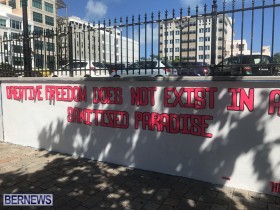 CREATIVE FREEDOM DOES NOT EXIST IN A
SANITISED PARADISE
BERNEWS